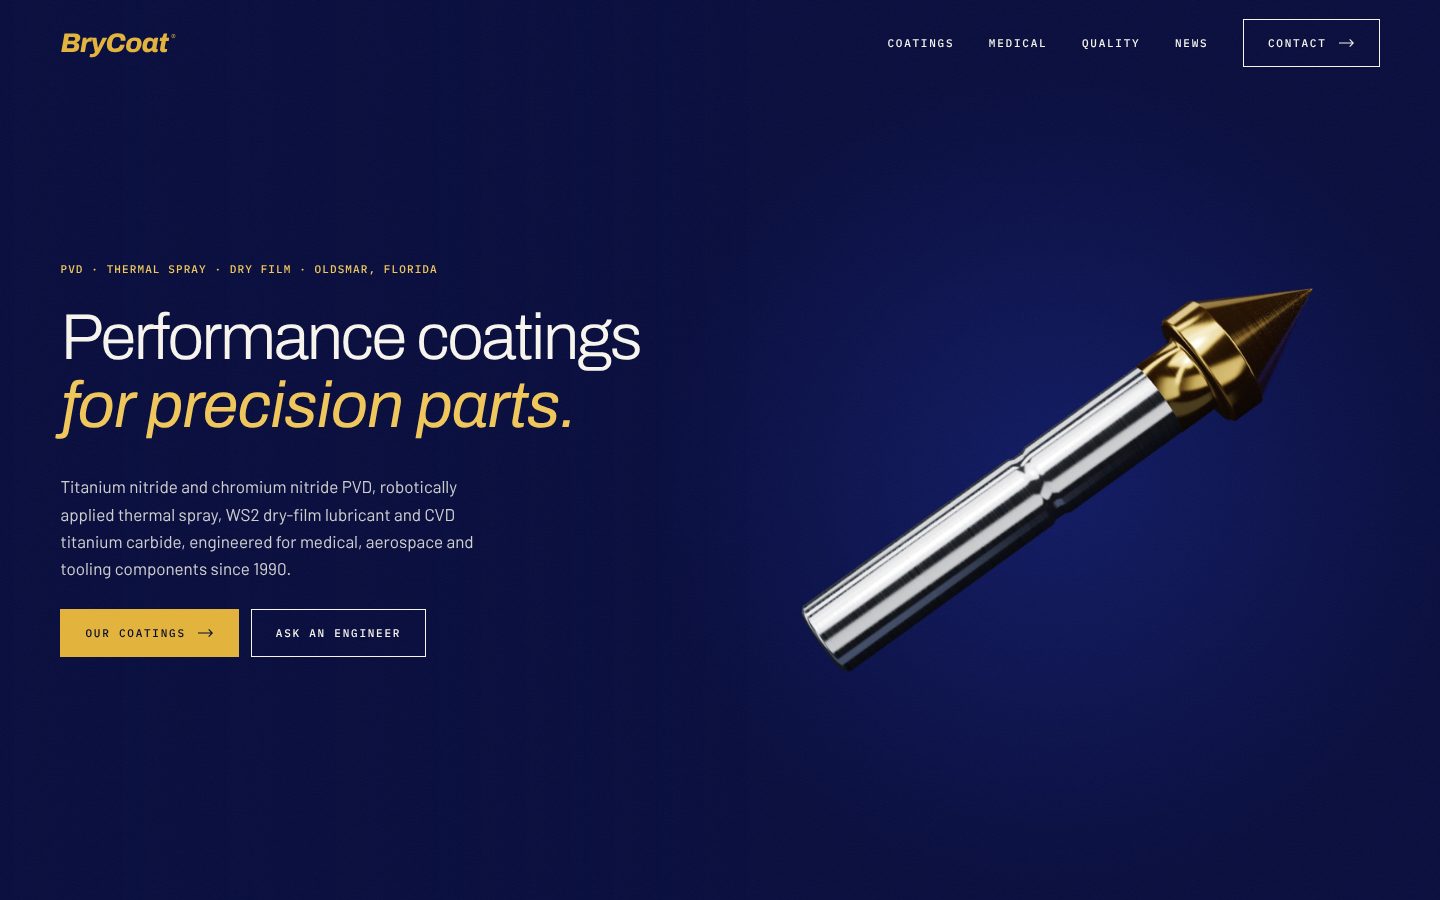 BryCoat®
COATINGS
MEDICAL
QUALITY
NEWS
CONTACT →
PVD · THERMAL SPRAY · DRY FILM · OLDSMAR, FLORIDA
Performance coatings
for precision parts.
Titanium nitride and chromium nitride PVD, robotically
applied thermal spray, WS2 dry-film lubricant and CVD
titanium carbide, engineered for medical, aerospace and
tooling components since 1990.
OUR COATINGS →
ASK AN ENGINEER